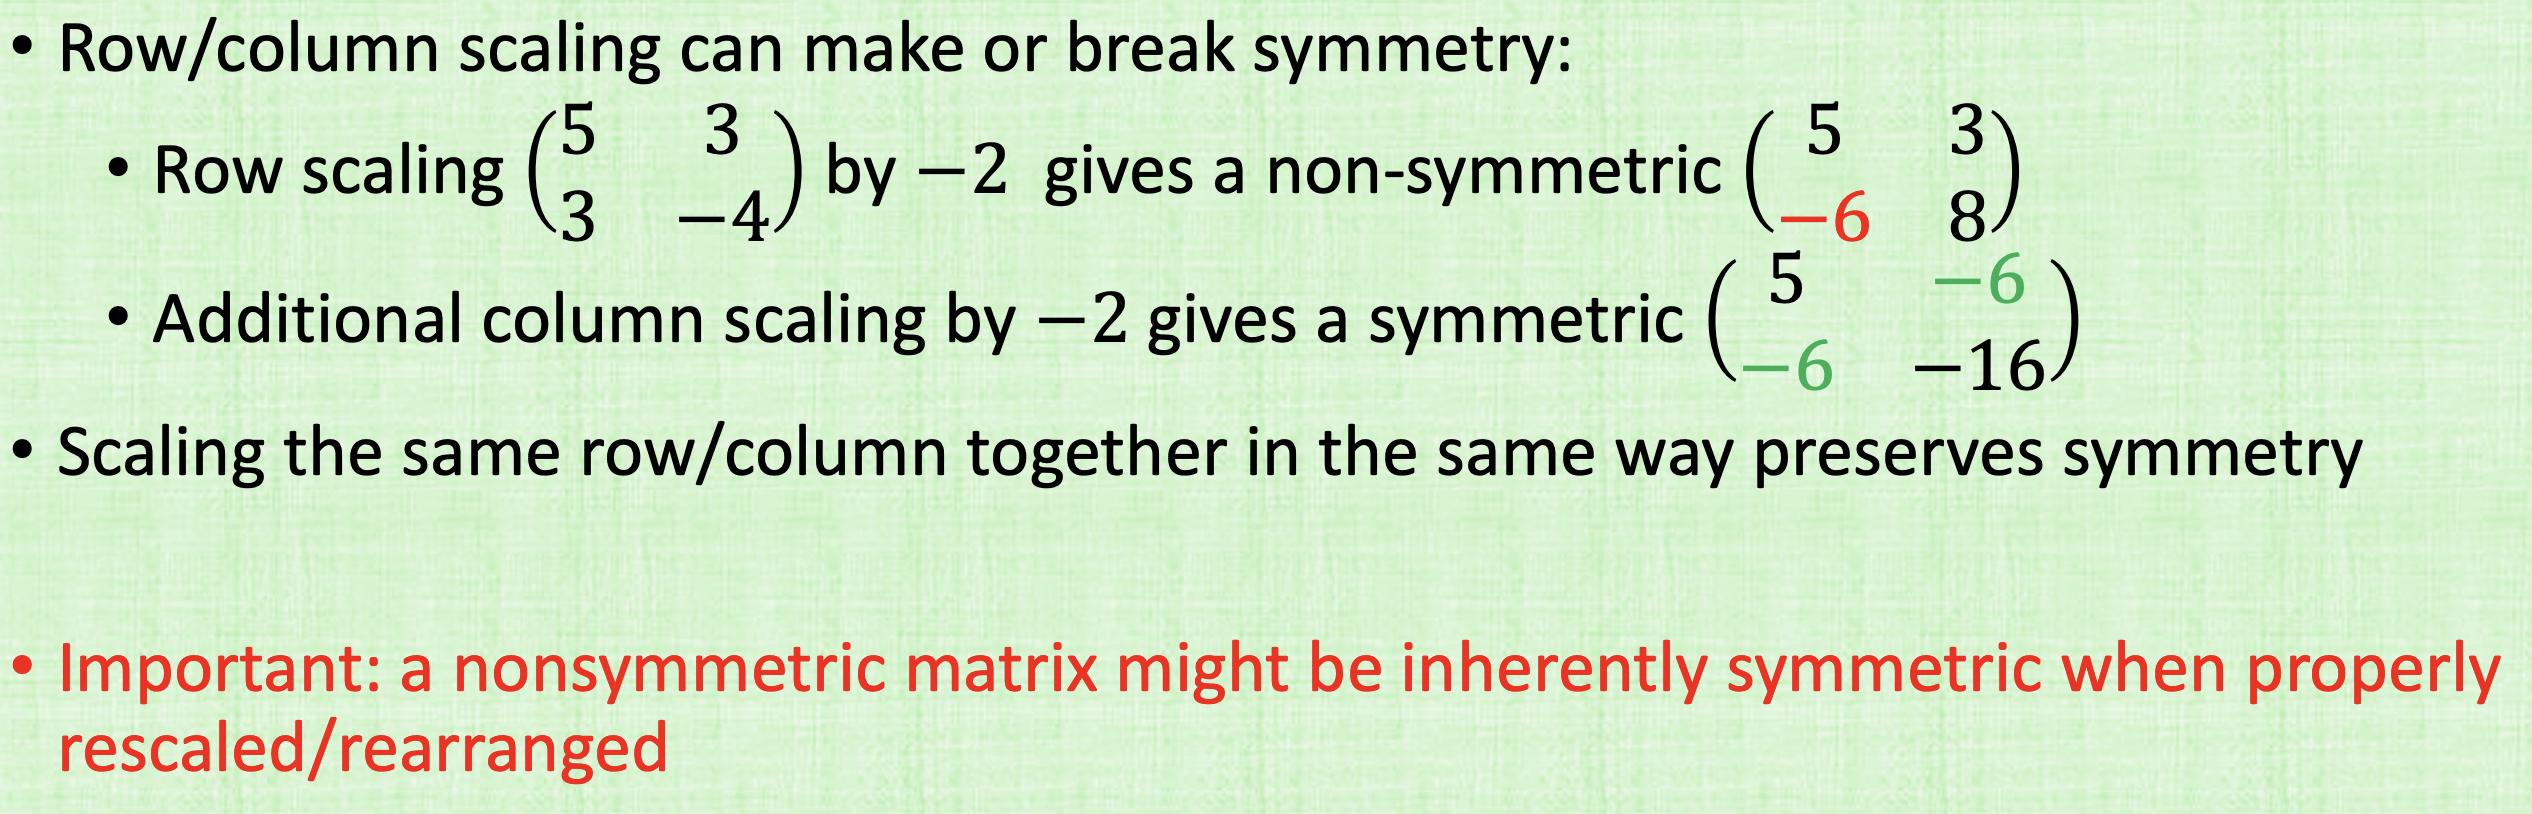 • Row/column scaling can make or break symmetry:
• Row scaling $\begin{pmatrix} 5 & 3 \\ 3 & -4 \end{pmatrix}$ by −2 gives a non-symmetric $\begin{pmatrix} 5 & 3 \\ -6 & 8 \end{pmatrix}$
• Additional column scaling by −2 gives a symmetric $\begin{pmatrix} 5 & -6 \\ -6 & -16 \end{pmatrix}$
• Scaling the same row/column together in the same way preserves symmetry
• Important: a nonsymmetric matrix might be inherently symmetric when properly
rescaled/rearranged